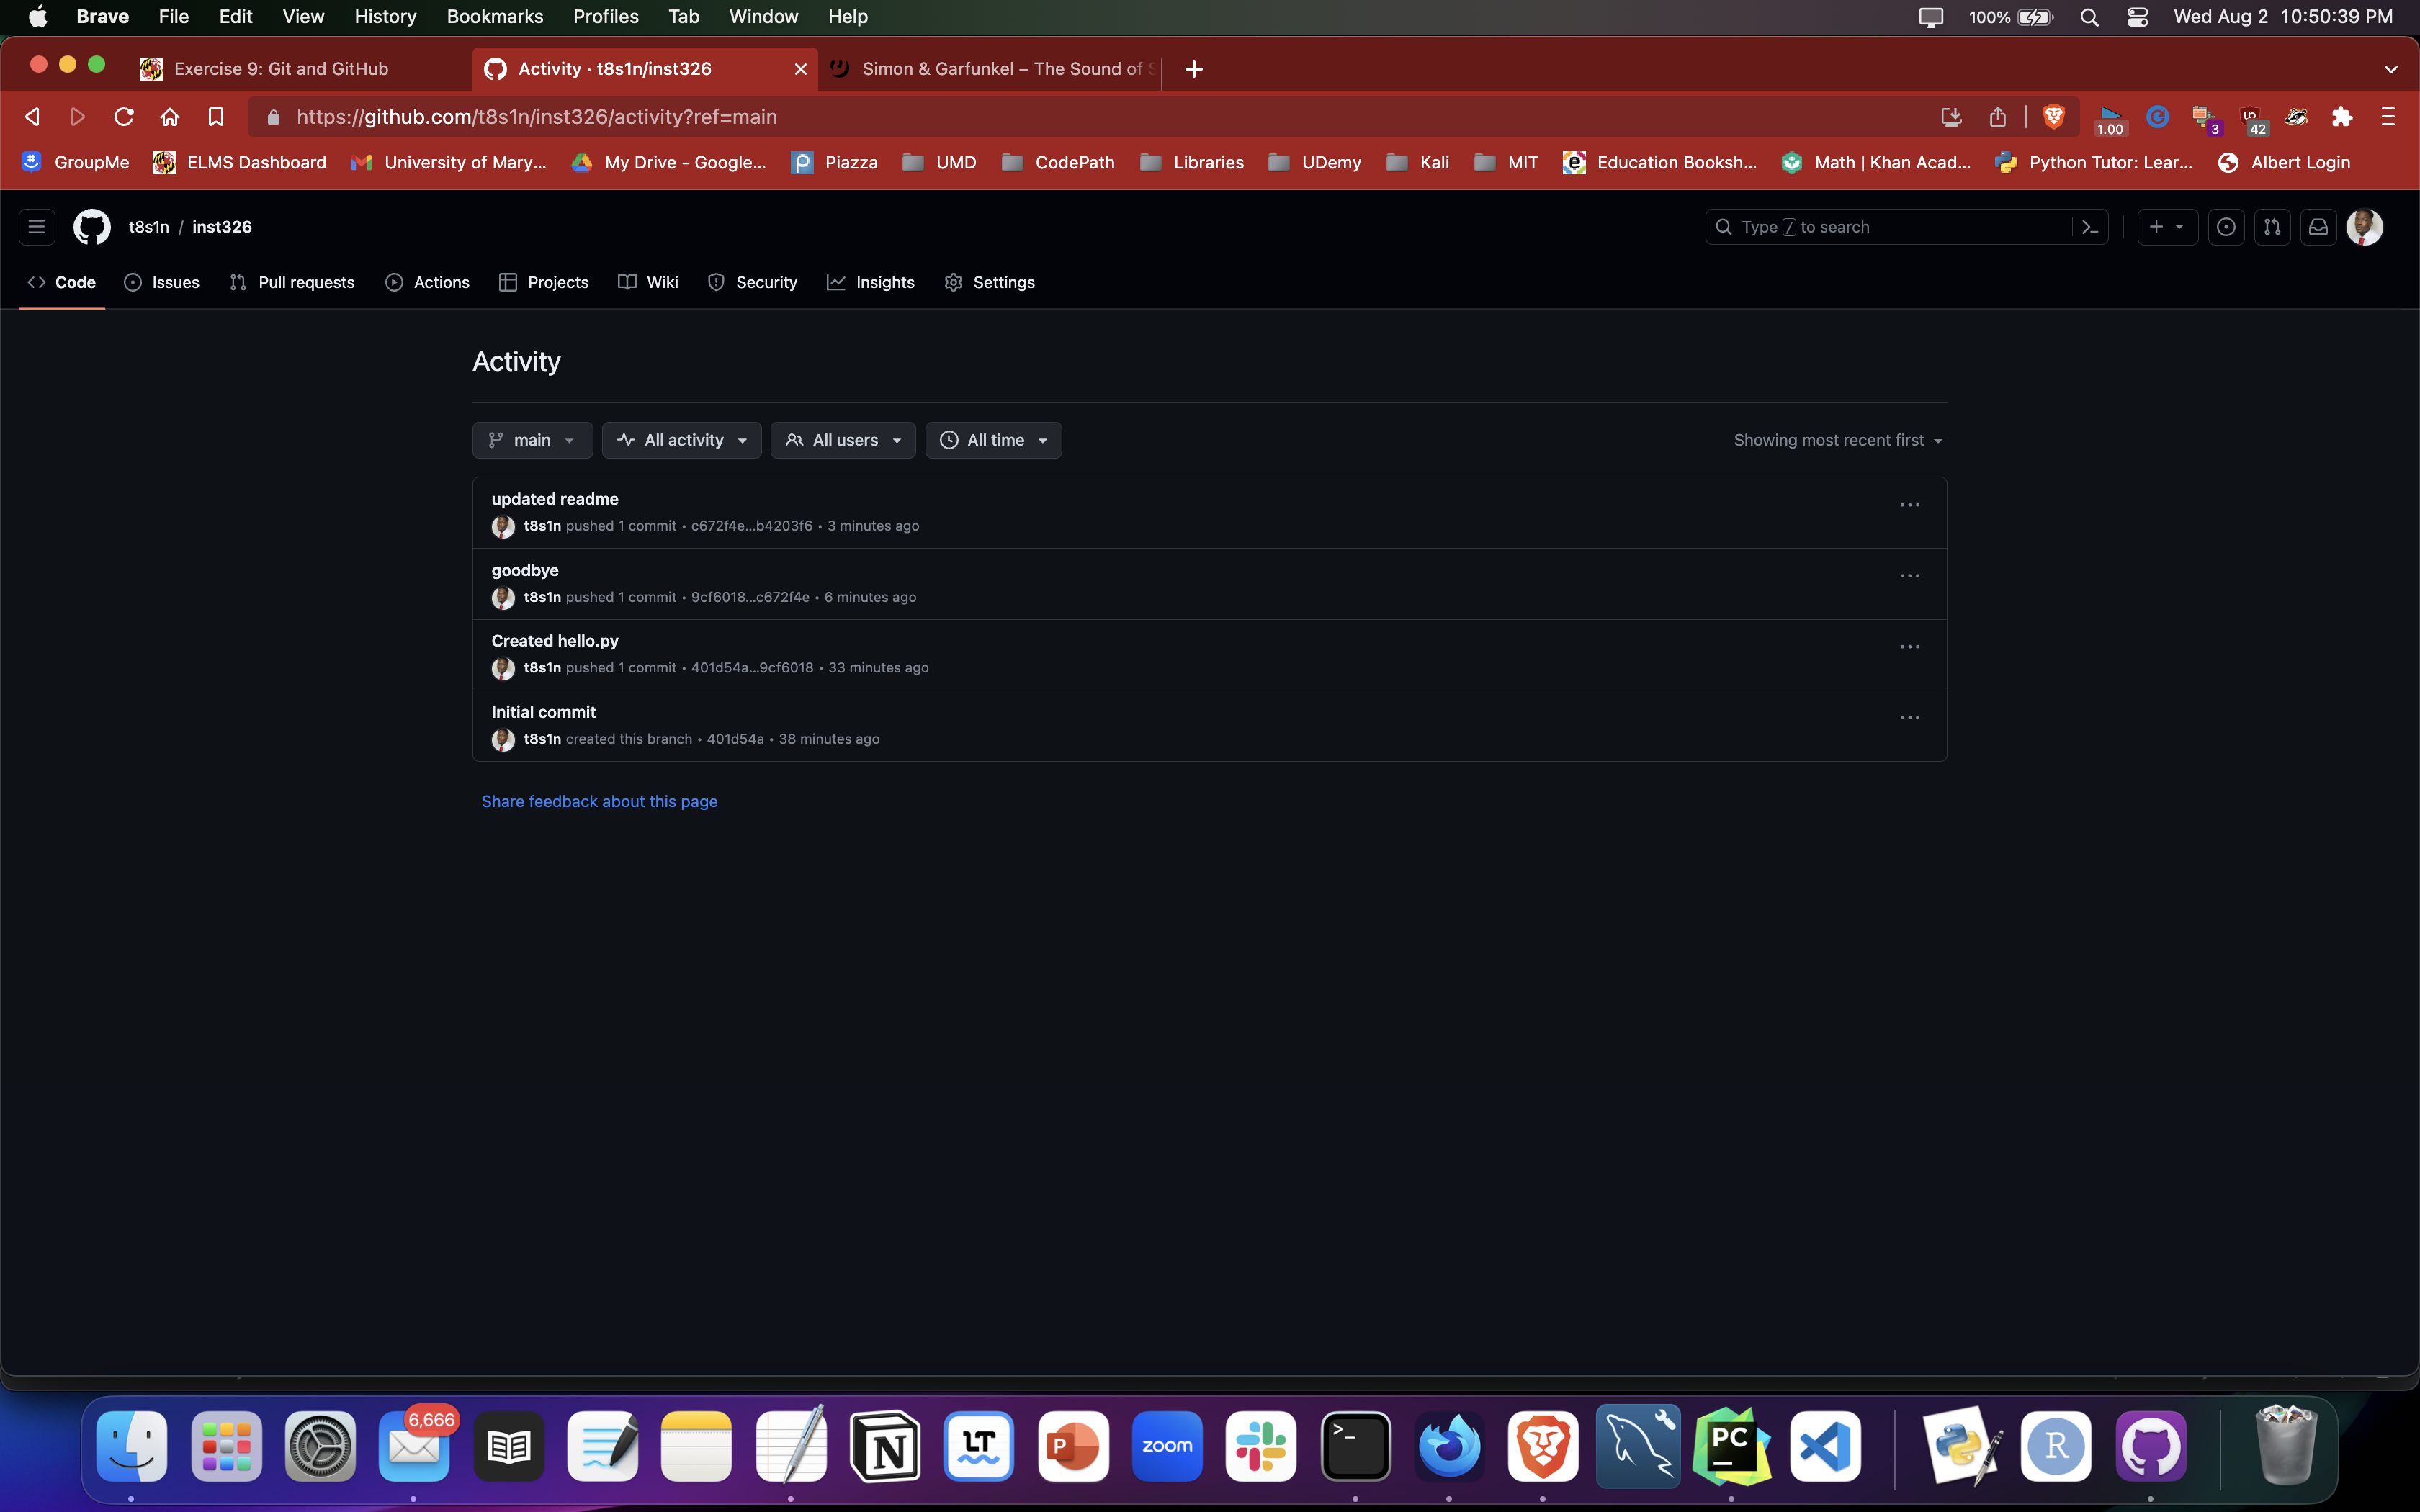 Brave File Edit View History Bookmarks Profiles Tab Window Help 100% Wed Aug 2 10:50:39 PM
Exercise 9: Git and GitHub Activity · t8s1n/inst326 Simon & Garfunkel – The Sound of S
https://github.com/t8s1n/inst326/activity?ref=main 1.00 3 42
GroupMe ELMS Dashboard University of Mary... My Drive - Google... Piazza UMD CodePath Libraries UDemy Kali MIT Education Booksh... Math | Khan Acad... Python Tutor: Lear... Albert Login
t8s1n / inst326 Type / to search
Code Issues Pull requests Actions Projects Wiki Security Insights Settings
Activity
main All activity All users All time Showing most recent first
updated readme
t8s1n pushed 1 commit • c672f4e...b4203f6 • 3 minutes ago
goodbye
t8s1n pushed 1 commit • 9cf6018...c672f4e • 6 minutes ago
Created hello.py
t8s1n pushed 1 commit • 401d54a...9cf6018 • 33 minutes ago
Initial commit
t8s1n created this branch • 401d54a • 38 minutes ago
Share feedback about this page
6,666 N LT P zoom >_ PC R